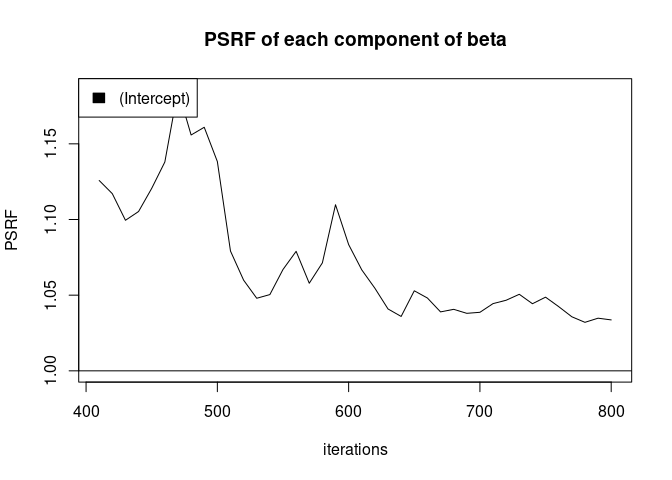 PSRF of each component of beta
(Intercept)
PSRF
1.15
1.10
1.05
1.00
400 500 600 700 800
iterations